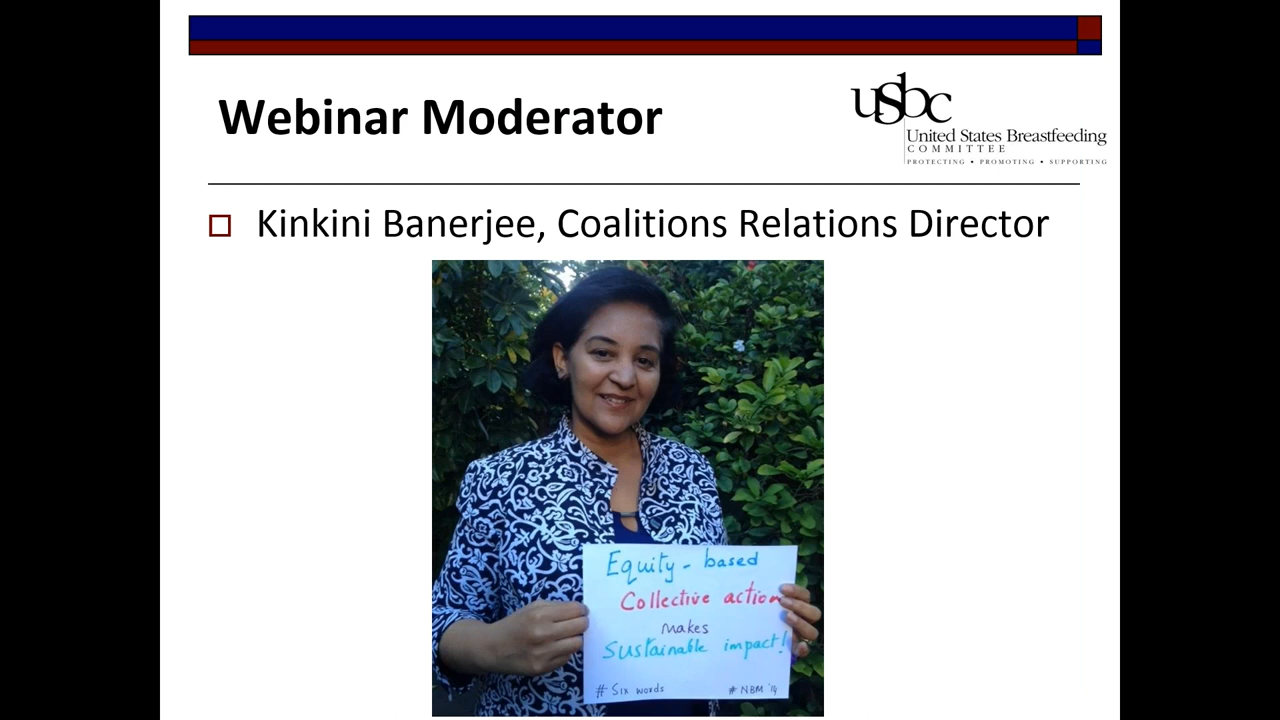 Webinar Moderator
usbc
United States Breastfeeding
COMMITTEE
PROTECTING • PROMOTING • SUPPORTING
Kinkini Banerjee, Coalitions Relations Director
Equity - based
Collective action
makes
Sustainable impact!
# Six words # NBM '14